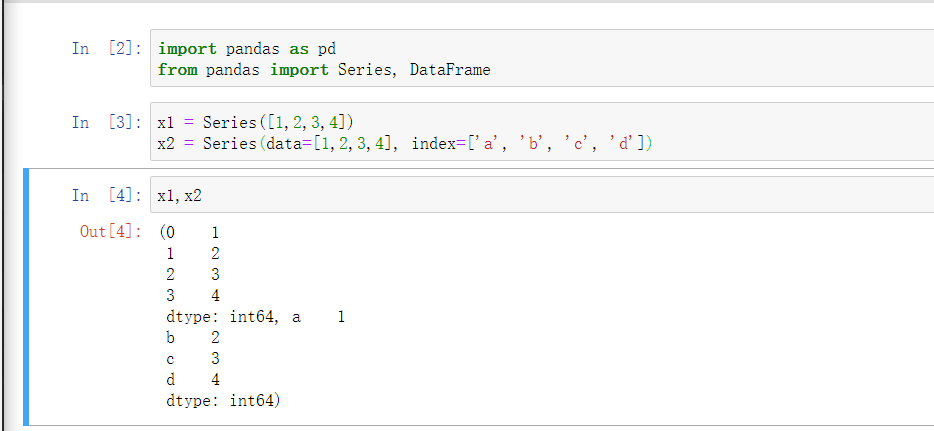 In [2]: import pandas as pd
from pandas import Series, DataFrame
In [3]: x1 = Series([1,2,3,4])
x2 = Series(data=[1,2,3,4], index=['a', 'b', 'c', 'd'])
In [4]: x1,x2
Out[4]: (0    1
1    2
2    3
3    4
dtype: int64, a    1
b    2
c    3
d    4
dtype: int64)